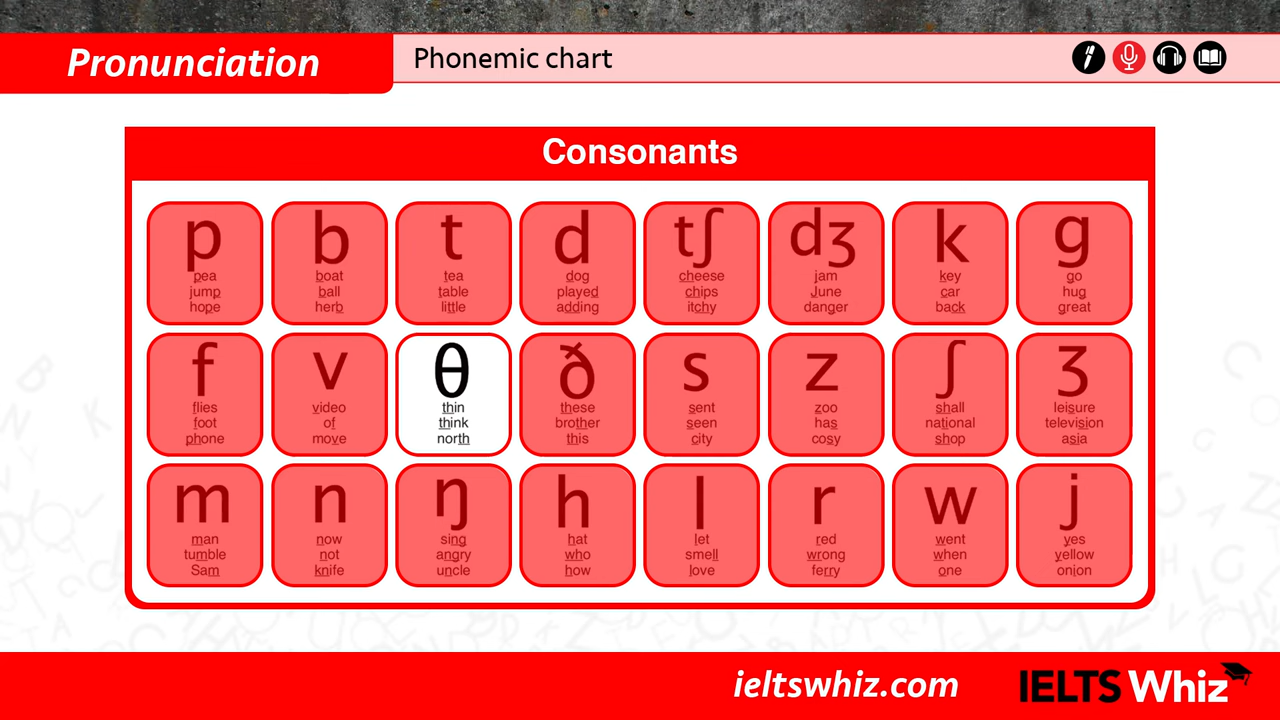 Pronunciation
Phonemic chart
Consonants
p
pea
jump
hope
b
boat
ball
herb
t
tea
table
little
d
dog
played
adding
tʃ
cheese
chips
itchy
dʒ
jam
June
danger
k
key
car
back
g
go
hug
great
f
flies
foot
phone
v
video
of
move
θ
thin
think
north
ð
these
brother
this
s
sent
seen
city
z
zoo
has
cosy
ʃ
shall
national
shop
ʒ
leisure
television
asia
m
man
tumble
Sam
n
now
not
knife
ŋ
sing
angry
uncle
h
hat
who
how
l
let
smell
love
r
red
wrong
ferry
w
went
when
one
j
yes
yellow
onion
ieltswhiz.com
IELTS Whiz